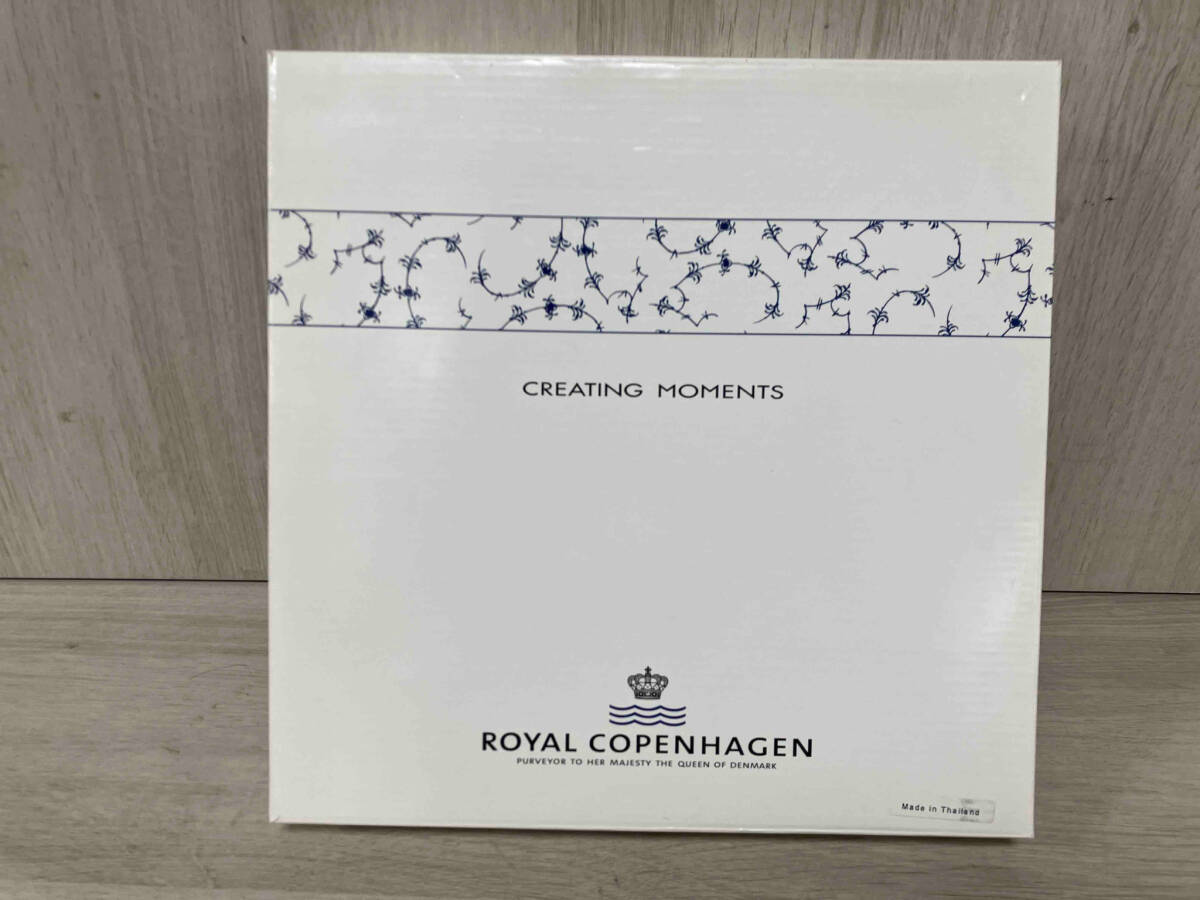 CREATING MOMENTS
ROYAL COPENHAGEN
PURVEYOR TO HER MAJESTY THE QUEEN OF DENMARK
Made in Thailand